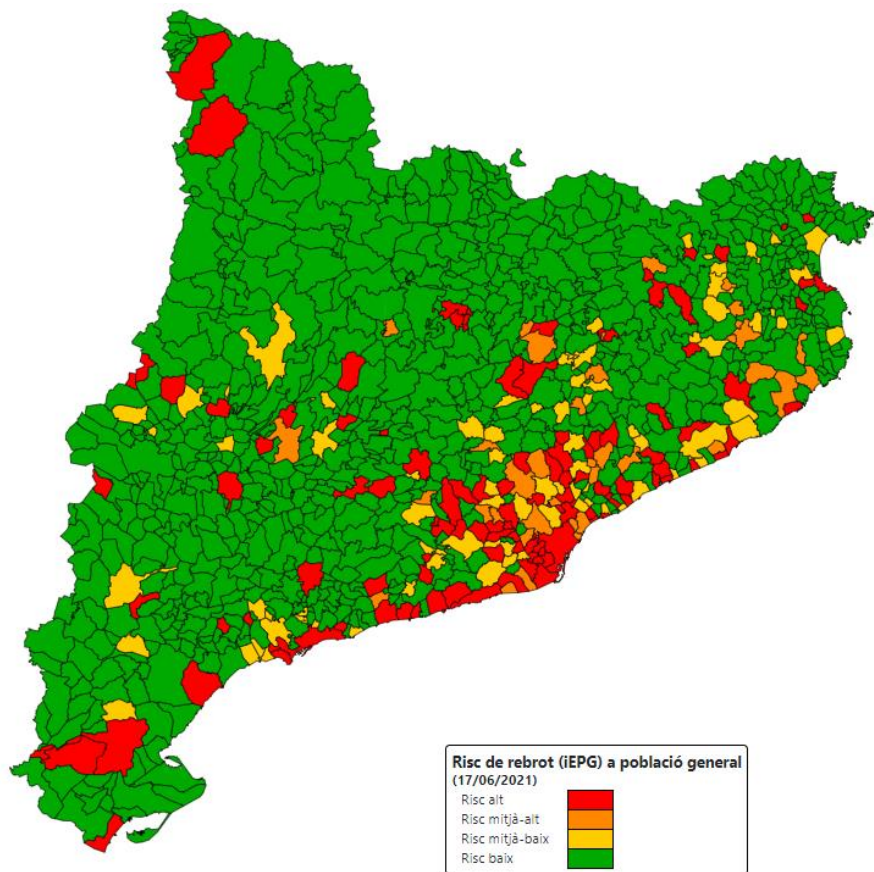 Risc de rebrot (iEPG) a població general
(17/06/2021)
Risc alt
Risc mitjà-alt
Risc mitjà-baix
Risc baix